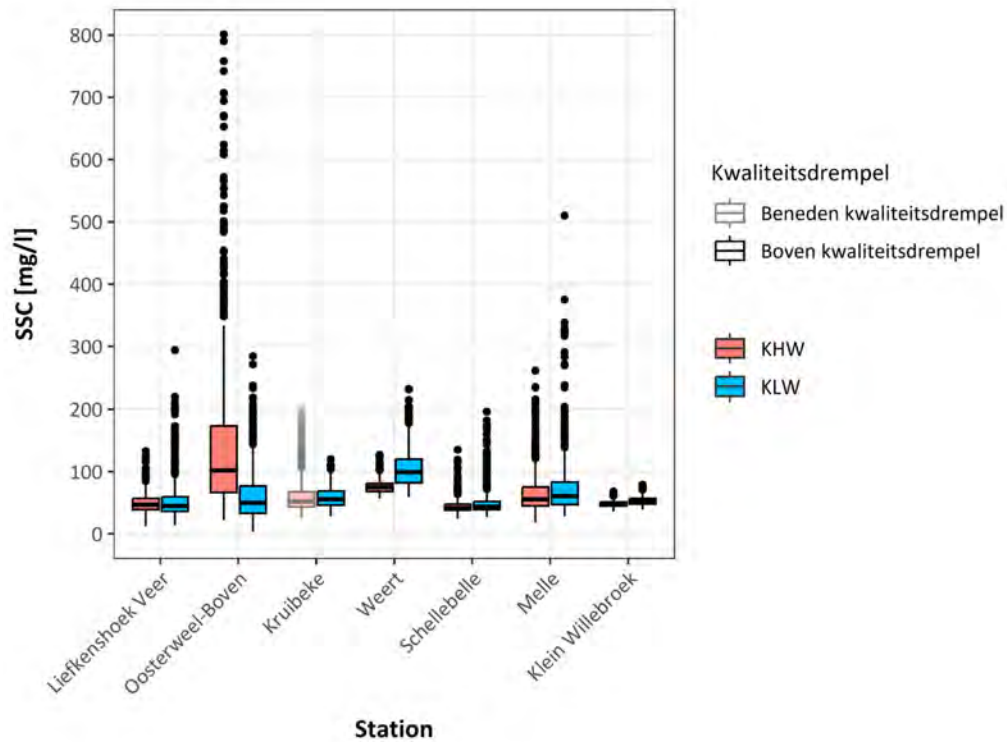 SSC [mg/l]
800
700
600
500
400
300
200
100
0
Liefkenshoek Veer
Oosterweel-Boven
Kruibeke
Weert
Schellebelle
Melle
Klein Willebroek
Station
Kwaliteitsdrempel
Beneden kwaliteitsdrempel
Boven kwaliteitsdrempel
KHW
KLW